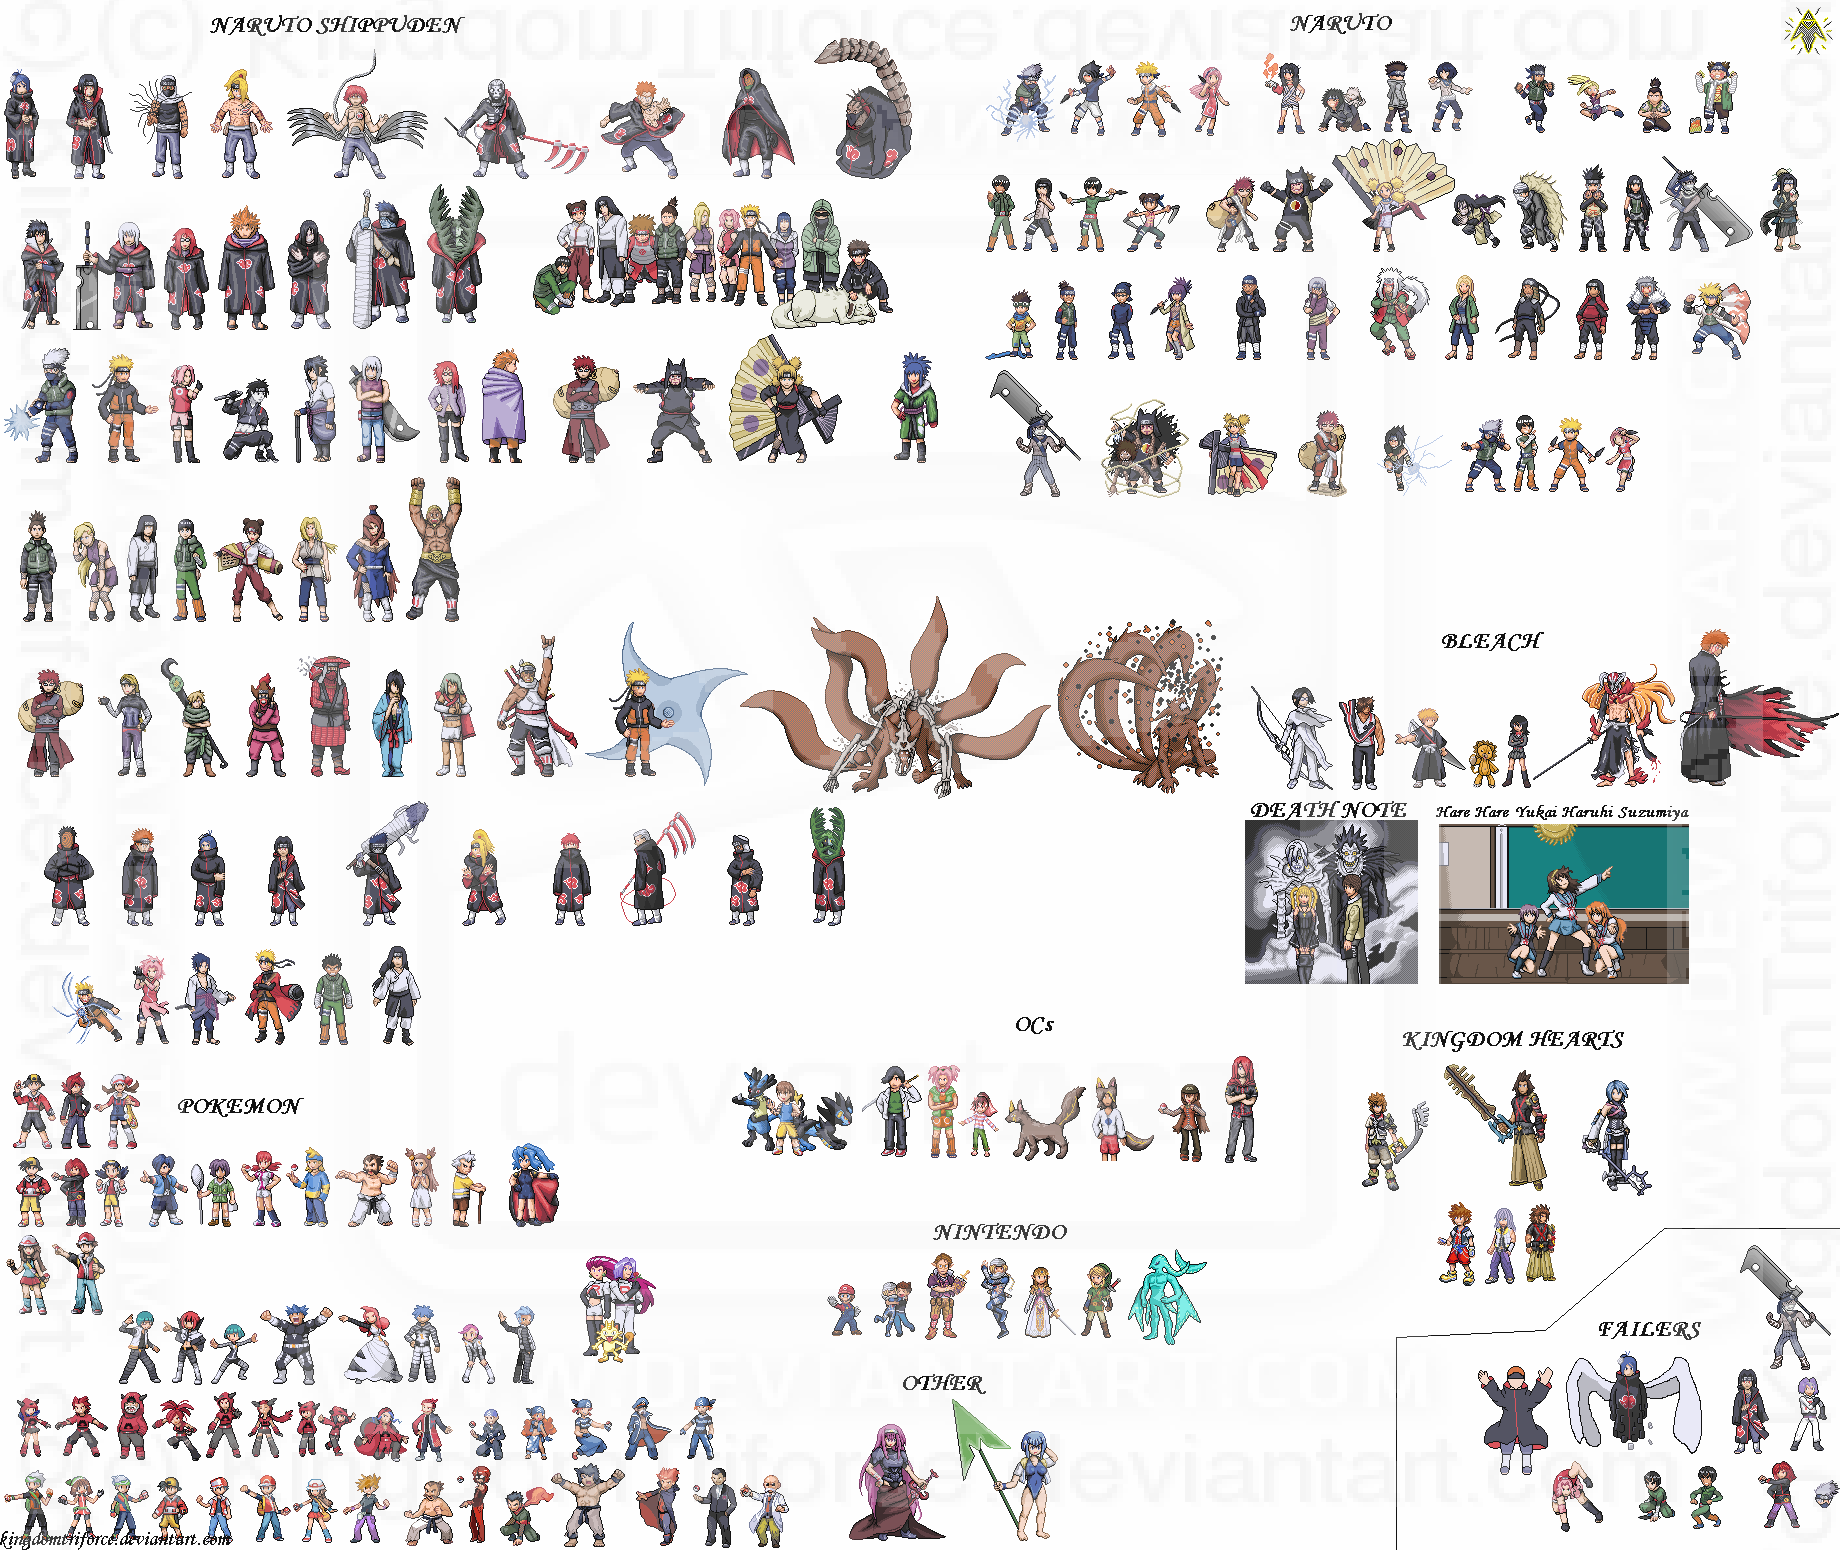 NARUTO SHIPPUDEN
NARUTO
BLEACH
DEATH NOTE
Hare Hare Yukai Haruhi Suzumiya
OCs
KINGDOM HEARTS
POKEMON
NINTENDO
FAILERS
OTHER
kingdomtriforce.deviantart.com
deviantart